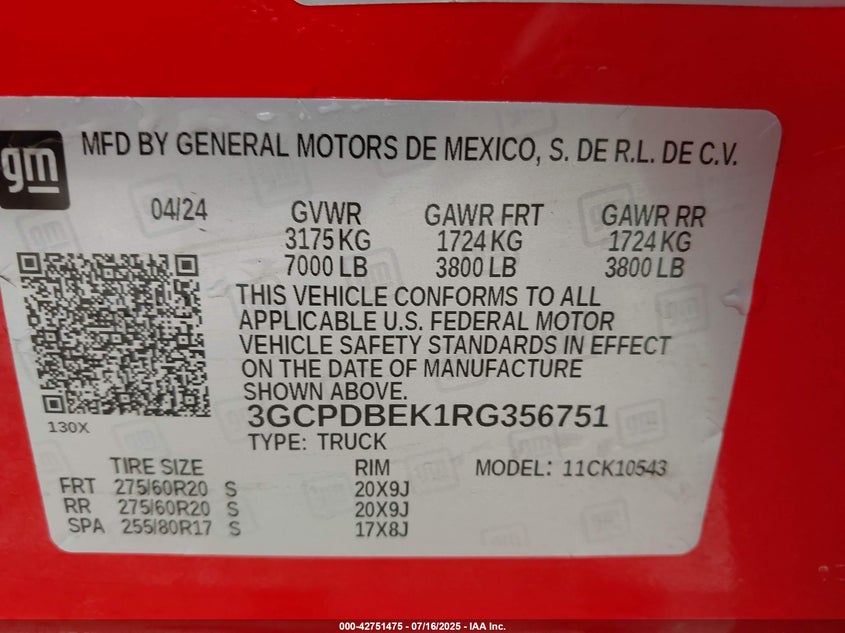 gm
MFD BY GENERAL MOTORS DE MEXICO, S. DE R.L. DE C.V.
04/24 GVWR GAWR FRT GAWR RR
3175 KG 1724 KG 1724 KG
7000 LB 3800 LB 3800 LB
THIS VEHICLE CONFORMS TO ALL
APPLICABLE U.S. FEDERAL MOTOR
VEHICLE SAFETY STANDARDS IN EFFECT
ON THE DATE OF MANUFACTURE
SHOWN ABOVE.
130X
3GCPDBEK1RG356751
TYPE: TRUCK
TIRE SIZE RIM MODEL: 11CK10543
FRT 275/60R20 S 20X9J
RR 275/60R20 S 20X9J
SPA 255/80R17 S 17X8J
000-42751475 - 07/16/2025 - IAA Inc.